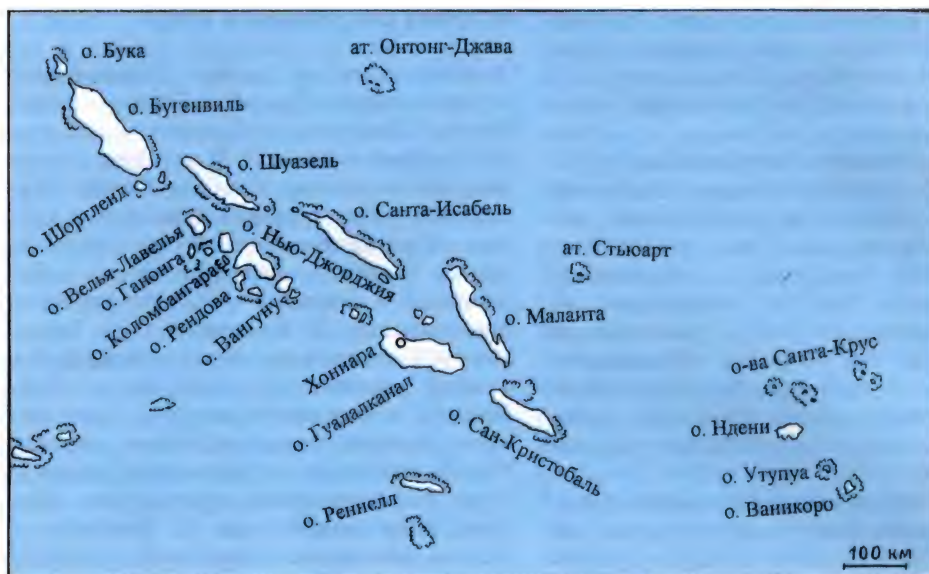 о. Бука
ат. Онтонг-Джава
о. Бугенвиль
о. Шуазель
о. Шортленд
о. Санта-Исабель
о. Велья-Лавелья
о. Нью-Джорджия
ат. Стьюарт
о. Ганонга
о. Коломбангара
о. Рендова
о. Вангуну
о. Малаита
Хониара
о-ва Санта-Крус
о. Гуадалканал
о. Сан-Кристобаль
о. Ндени
о. Утупуа
о. Реннелл
о. Ваникоро
100 км